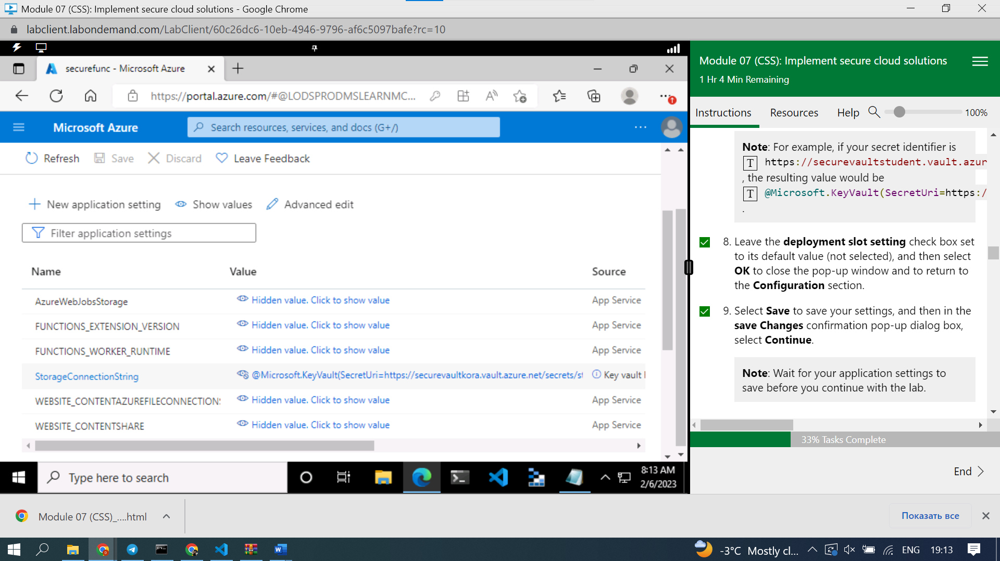 Module 07 (CSS): Implement secure cloud solutions - Google Chrome
labclient.labondemand.com/LabClient/60c26dc6-10eb-4946-9796-af6c5097bafe?rc=10
securefunc - Microsoft Azure
https://portal.azure.com/#@LODSPRODMSLEARNMC...
Microsoft Azure
Search resources, services, and docs (G+/)
Refresh
Save
Discard
Leave Feedback
New application setting
Show values
Advanced edit
Filter application settings
Name Value Source
AzureWebJobsStorage Hidden value. Click to show value App Service
FUNCTIONS_EXTENSION_VERSION Hidden value. Click to show value App Service
FUNCTIONS_WORKER_RUNTIME Hidden value. Click to show value App Service
StorageConnectionString @Microsoft.KeyVault(SecretUri=https://securevaultkora.vault.azure.net/secrets/st Key vault
WEBSITE_CONTENTAZUREFILECONNECTION Hidden value. Click to show value App Service
WEBSITE_CONTENTSHARE Hidden value. Click to show value App Service
Type here to search
8:13 AM
2/6/2023
Module 07 (CSS): Implement secure cloud solutions
1 Hr 4 Min Remaining
Instructions Resources Help 100%
Note: For example, if your secret identifier is
T https://securevaultstudent.vault.azur
, the resulting value would be
T @Microsoft.KeyVault(SecretUri=https:/
.
8. Leave the deployment slot setting check box set
to its default value (not selected), and then select
OK to close the pop-up window and to return to
the Configuration section.
9. Select Save to save your settings, and then in the
save Changes confirmation pop-up dialog box,
select Continue.
Note: Wait for your application settings to
save before you continue with the lab.
33% Tasks Complete
End
Module 07 (CSS)_....html
Показать все
-3°C Mostly cl...
ENG
19:13